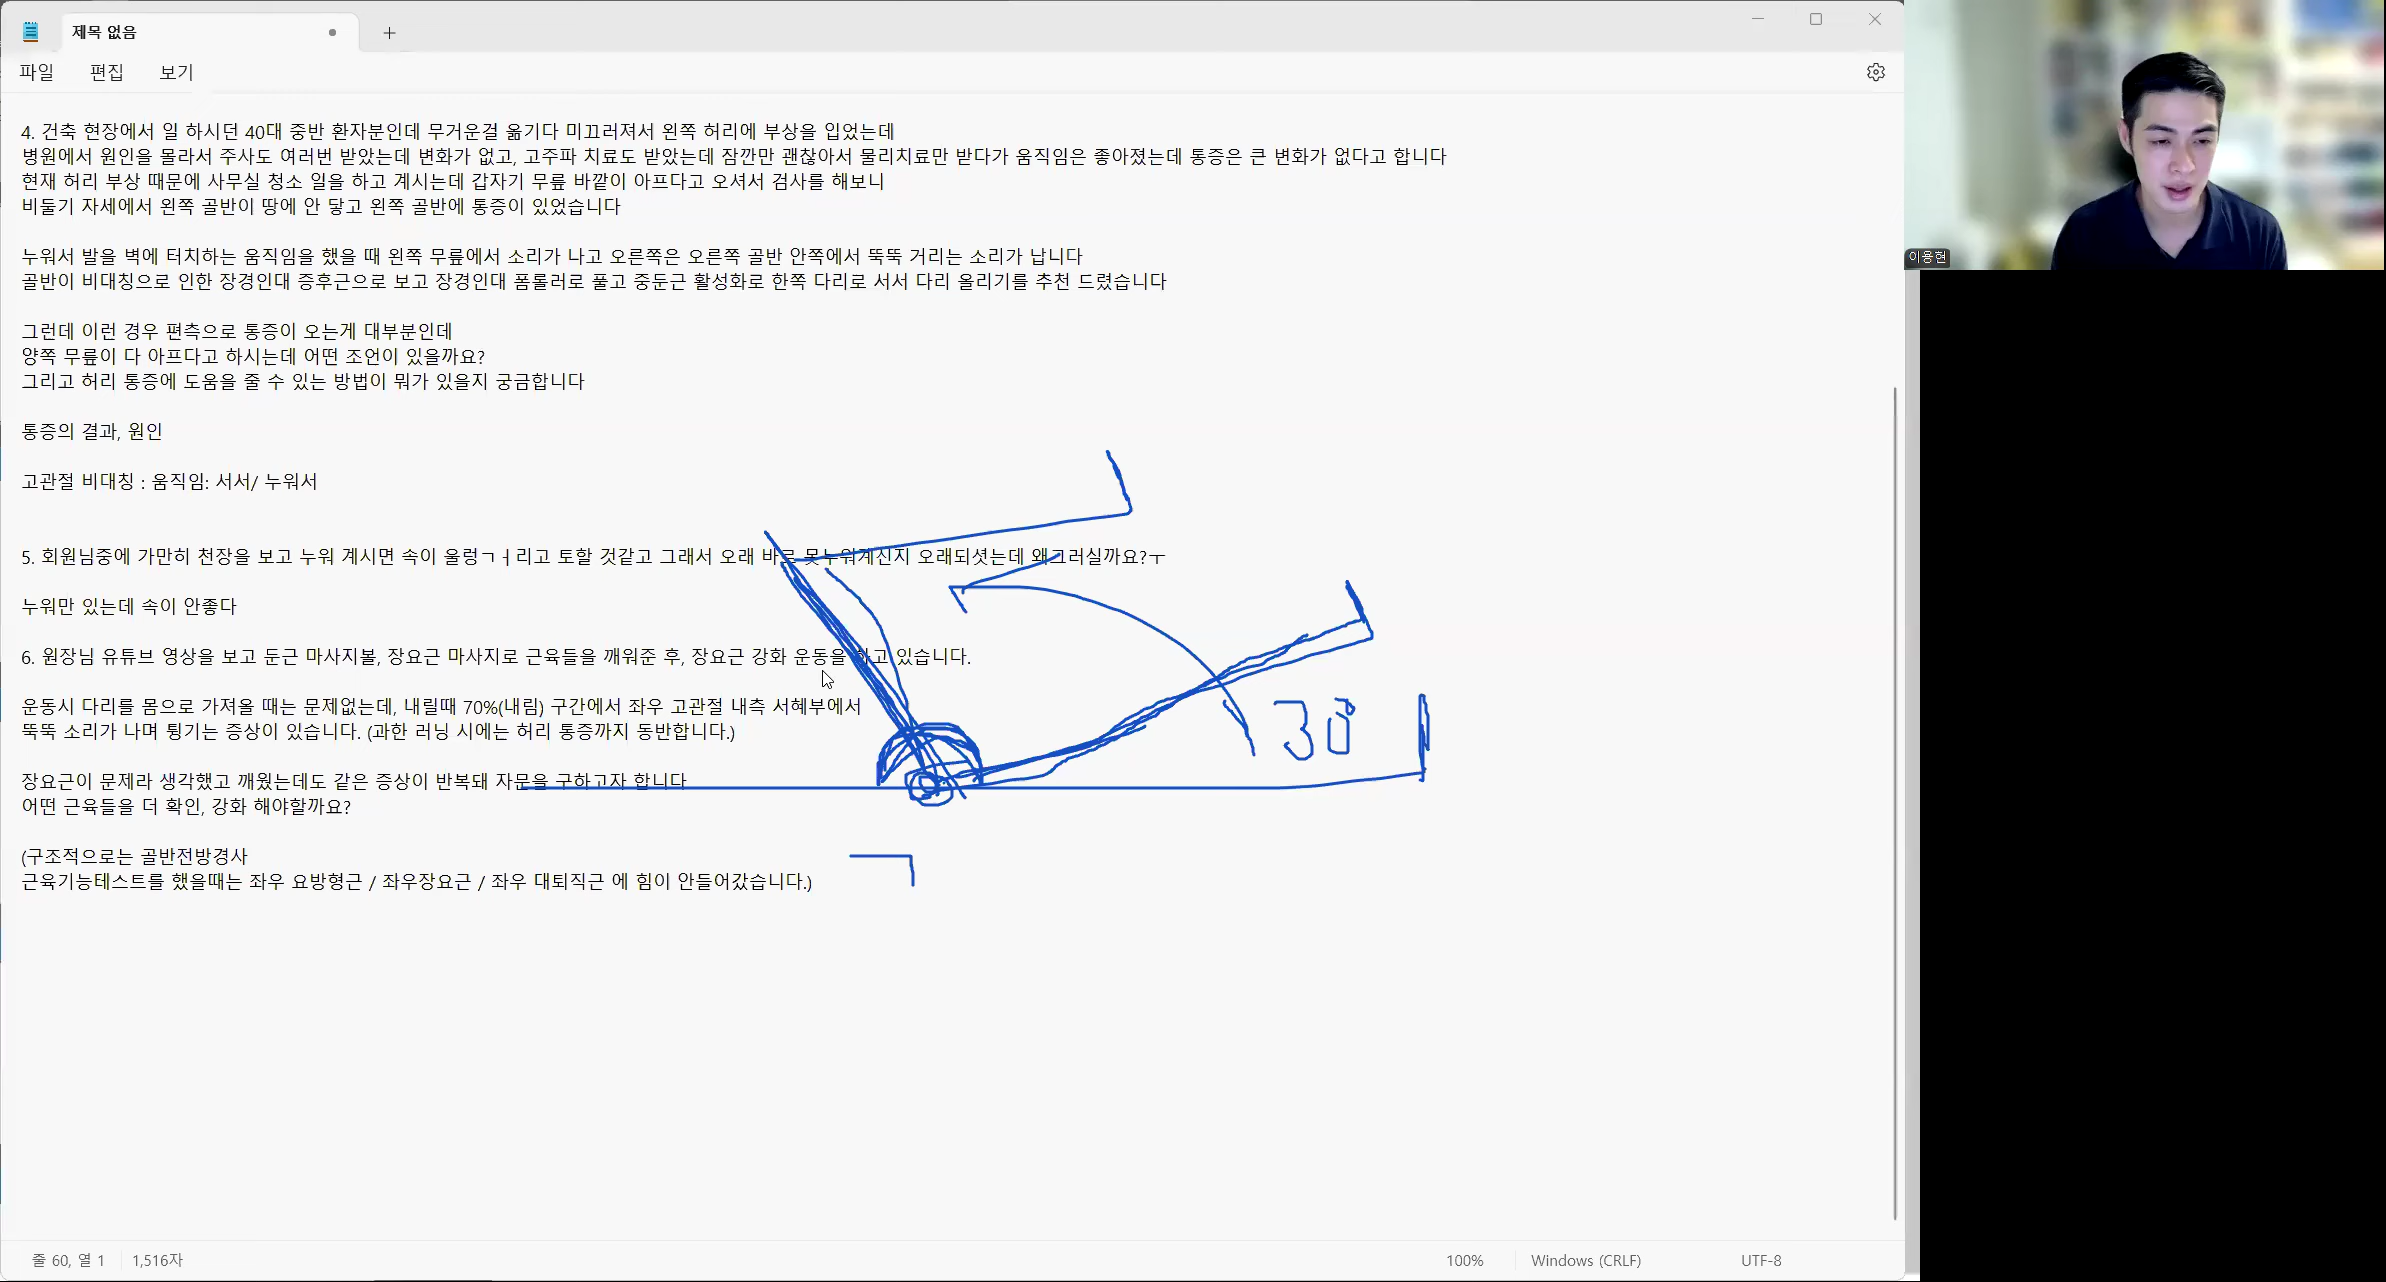 제목 없음
파일 편집 보기
4. 건축 현장에서 일 하시던 40대 중반 환자분인데 무거운걸 옮기다 미끄러져서 왼쪽 허리에 부상을 입었는데
병원에서 원인을 몰라서 주사도 여러번 받았는데 변화가 없고, 고주파 치료도 받았는데 잠깐만 괜찮아서 물리치료만 받다가 움직임은 좋아졌는데 통증은 큰 변화가 없다고 합니다
현재 허리 부상 때문에 사무실 청소 일을 하고 계시는데 갑자기 무릎 바깥이 아프다고 오셔서 검사를 해보니
비둘기 자세에서 왼쪽 골반이 땅에 안 닿고 왼쪽 골반에 통증이 있었습니다
누워서 발을 벽에 터치하는 움직임을 했을 때 왼쪽 무릎에서 소리가 나고 오른쪽은 오른쪽 골반 안쪽에서 뚝뚝 거리는 소리가 납니다
골반이 비대칭으로 인한 장경인대 증후근으로 보고 장경인대 폼롤러로 풀고 중둔근 활성화로 한쪽 다리로 서서 다리 올리기를 추천 드렸습니다
그런데 이런 경우 편측으로 통증이 오는게 대부분인데
양쪽 무릎이 다 아프다고 하시는데 어떤 조언이 있을까요?
그리고 허리 통증에 도움을 줄 수 있는 방법이 뭐가 있을지 궁금합니다
통증의 결과, 원인
고관절 비대칭 : 움직임: 서서/ 누워서
5. 회원님중에 가만히 천장을 보고 누워 계시면 속이 울렁ㄱㅓ리고 토할 것같고 그래서 오래 바로 못누워계신지 오래되셧는데 왜그러실까요?ㅜ
누워만 있는데 속이 안좋다
6. 원장님 유튜브 영상을 보고 둔근 마사지볼, 장요근 마사지로 근육들을 깨워준 후, 장요근 강화 운동을 하고 있습니다.
운동시 다리를 몸으로 가져올 때는 문제없는데, 내릴때 70%(내림) 구간에서 좌우 고관절 내측 서혜부에서
뚝뚝 소리가 나며 튕기는 증상이 있습니다. (과한 러닝 시에는 허리 통증까지 동반합니다.)
30°
장요근이 문제라 생각했고 깨웠는데도 같은 증상이 반복돼 자문을 구하고자 합니다
어떤 근육들을 더 확인, 강화 해야할까요?
(구조적으로는 골반전방경사
근육기능테스트를 했을때는 좌우 요방형근 / 좌우장요근 / 좌우 대퇴직근 에 힘이 안들어갔습니다.)
줄 60, 열 1 1,516자 100% Windows (CRLF) UTF-8
이용현